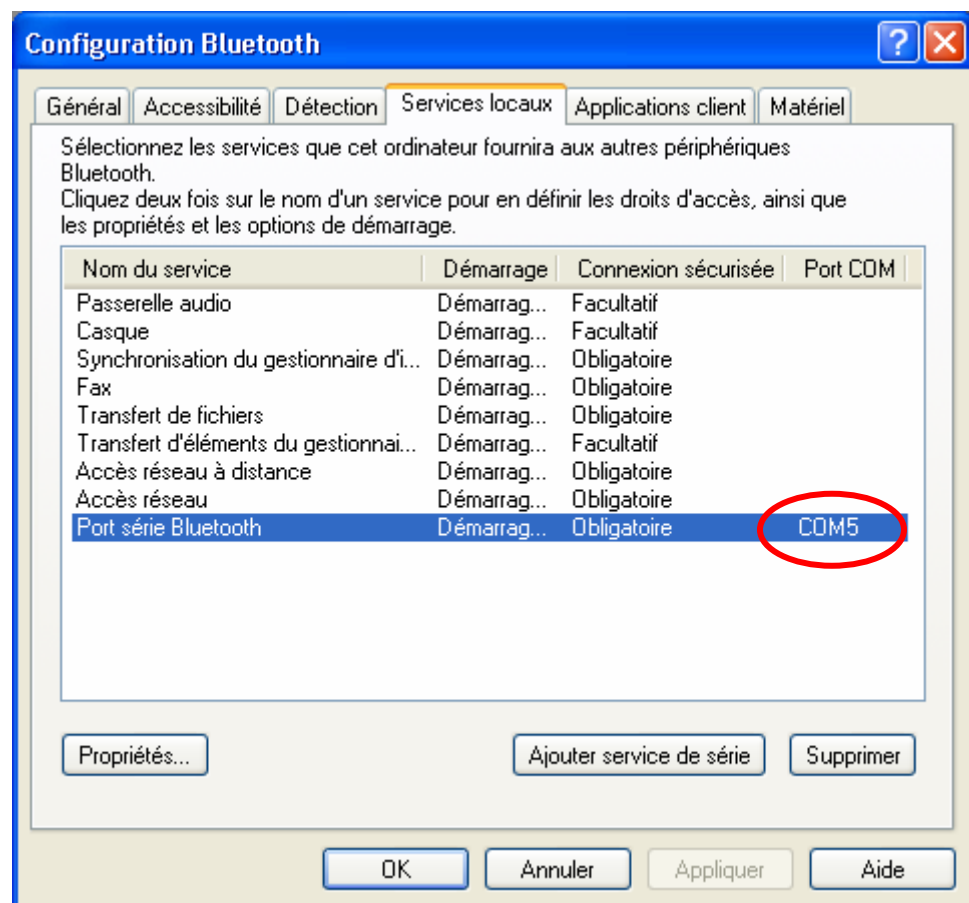 Configuration Bluetooth
Général Accessibilité Détection Services locaux Applications client Matériel
Sélectionnez les services que cet ordinateur fournira aux autres périphériques
Bluetooth.
Cliquez deux fois sur le nom d'un service pour en définir les droits d'accès, ainsi que
les propriétés et les options de démarrage.
Nom du service Démarrage Connexion sécurisée Port COM
Passerelle audio Démarrag... Facultatif
Casque Démarrag... Facultatif
Synchronisation du gestionnaire d'i... Démarrag... Obligatoire
Fax Démarrag... Obligatoire
Transfert de fichiers Démarrag... Obligatoire
Transfert d'éléments du gestionnai... Démarrag... Facultatif
Accès réseau à distance Démarrag... Obligatoire
Accès réseau Démarrag... Obligatoire
Port série Bluetooth Démarrag... Obligatoire COM5
Propriétés... Ajouter service de série Supprimer
OK Annuler Appliquer Aide